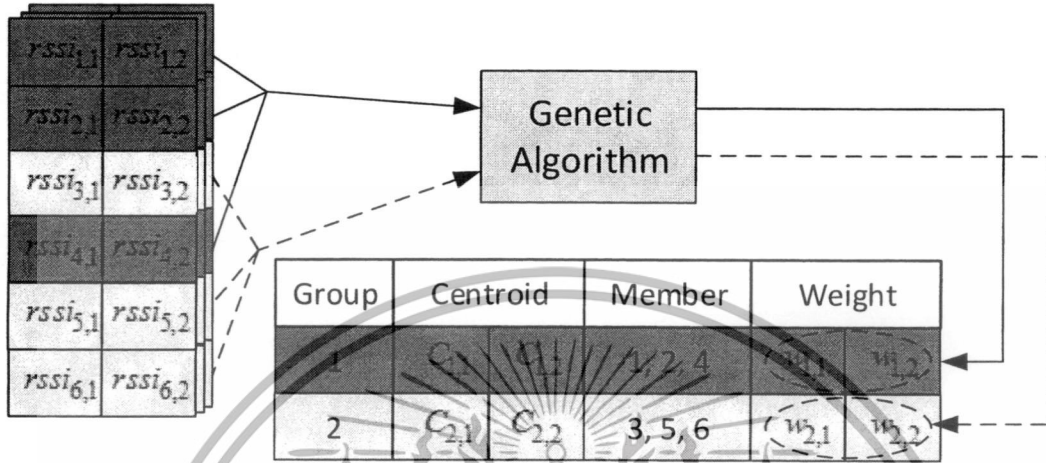 rssi₁,₁ rssi₁,₂
rssi₂,₁ rssi₂,₂
rssi₃,₁ rssi₃,₂
rssi₄,₁ rssi₄,₂
rssi₅,₁ rssi₅,₂
rssi₆,₁ rssi₆,₂
Genetic
Algorithm
Group Centroid Member Weight
1 C₁,₁ C₁,₁ 1, 2, 4 w₁,₁ w₁,₂
2 C₂,₁ C₂,₂ 3, 5, 6 w₂,₁ w₂,₂